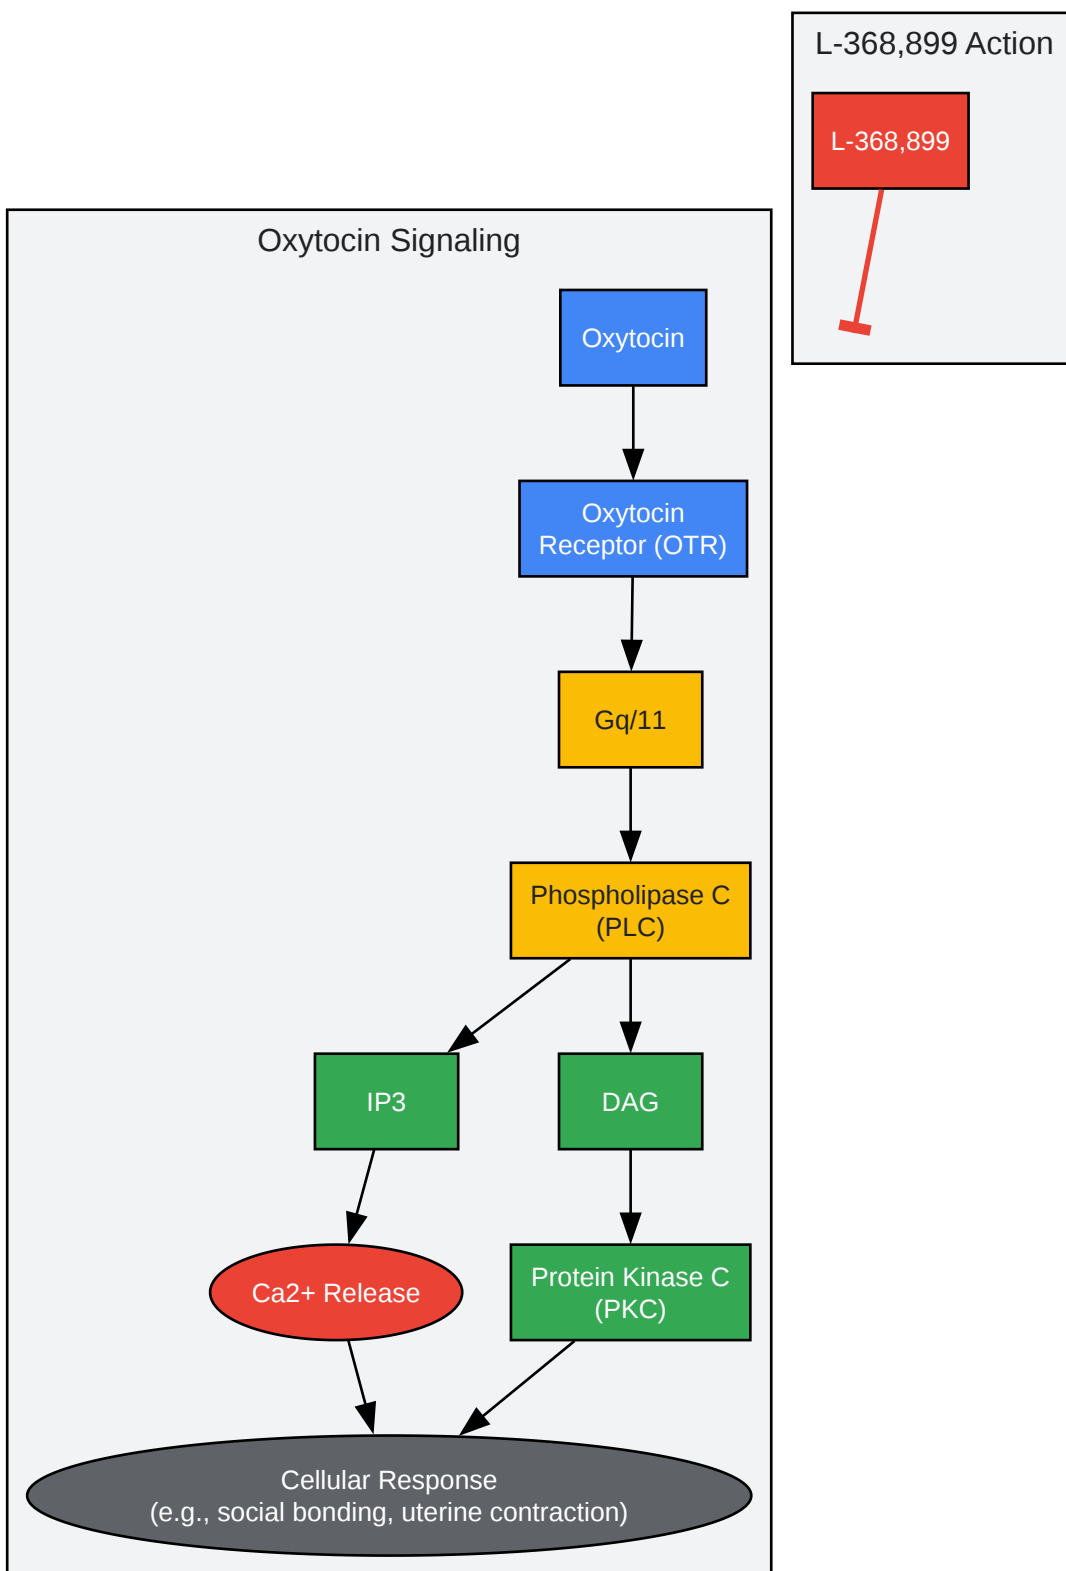 L-368,899 Action
L-368,899
Oxytocin Signaling
Oxytocin
Oxytocin
Receptor (OTR)
Gq/11
Phospholipase C
(PLC)
IP3
DAG
Ca2+ Release
Protein Kinase C
(PKC)
Cellular Response
(e.g., social bonding, uterine contraction)